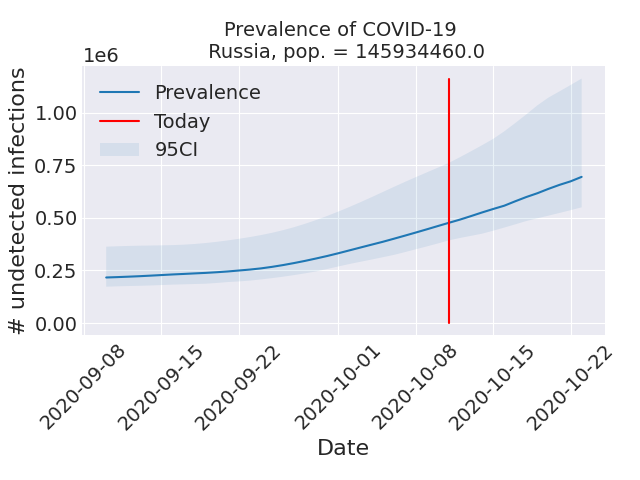 Prevalence of COVID-19
Russia, pop. = 145934460.0
1e6
# undetected infections
1.00
0.75
0.50
0.25
0.00
Prevalence
Today
95CI
2020-09-08
2020-09-15
2020-09-22
2020-10-01
2020-10-08
2020-10-15
2020-10-22
Date